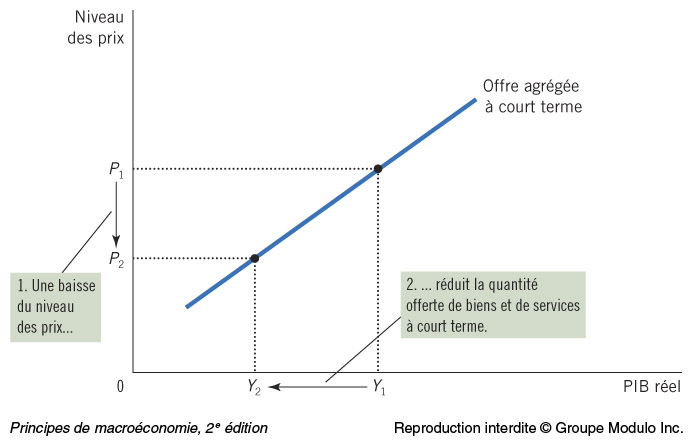 Niveau
des prix
Offre agrégée
à court terme
P1
P2
1. Une baisse
du niveau
des prix...
2. ... réduit la quantité
offerte de biens et de services
à court terme.
0
Y2
Y1
PIB réel
Principes de macroéconomie, 2e édition
Reproduction interdite © Groupe Modulo Inc.